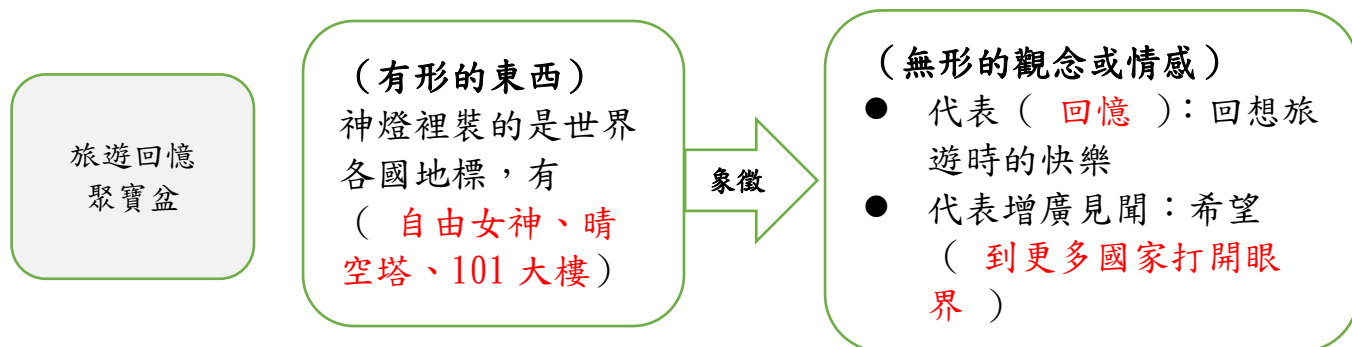 旅遊回憶
聚寶盆
（有形的東西）
神燈裡裝的是世界
各國地標，有
（ 自由女神、晴
空塔、101 大樓）
象徵
（無形的觀念或情感）
● 代表（ 回憶 ）：回想旅
遊時的快樂
● 代表增廣見聞：希望
（ 到更多國家打開眼
界 ）